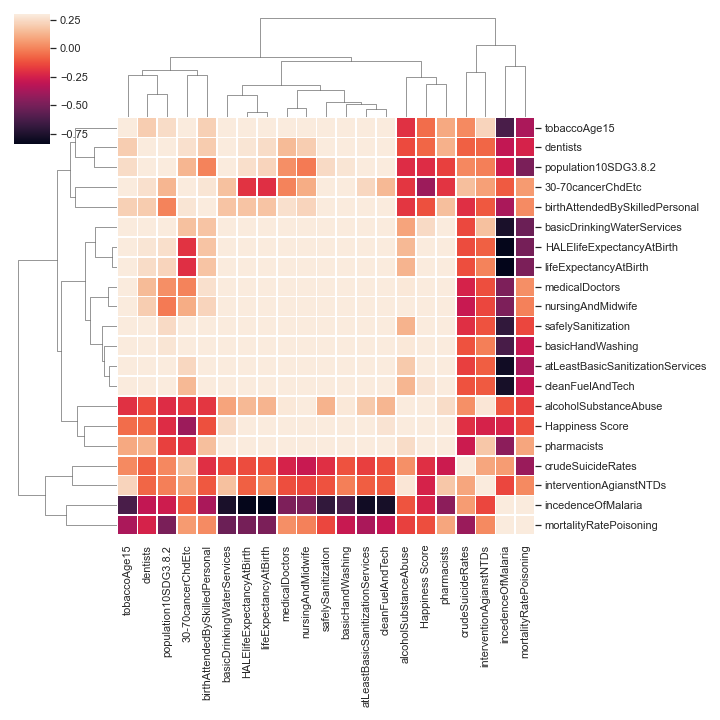 0.25
0.00
−0.25
−0.50
−0.75
tobaccoAge15
dentists
population10SDG3.8.2
30-70cancerChdEtc
birthAttendedBySkilledPersonal
basicDrinkingWaterServices
HALElifeExpectancyAtBirth
lifeExpectancyAtBirth
medicalDoctors
nursingAndMidwife
safelySanitization
basicHandWashing
atLeastBasicSanitizationServices
cleanFuelAndTech
alcoholSubstanceAbuse
Happiness Score
pharmacists
crudeSuicideRates
interventionAgianstNTDs
incedenceOfMalaria
mortalityRatePoisoning
tobaccoAge15
dentists
population10SDG3.8.2
30-70cancerChdEtc
birthAttendedBySkilledPersonal
basicDrinkingWaterServices
HALElifeExpectancyAtBirth
lifeExpectancyAtBirth
medicalDoctors
nursingAndMidwife
safelySanitization
basicHandWashing
atLeastBasicSanitizationServices
cleanFuelAndTech
alcoholSubstanceAbuse
Happiness Score
pharmacists
crudeSuicideRates
interventionAgianstNTDs
incedenceOfMalaria
mortalityRatePoisoning